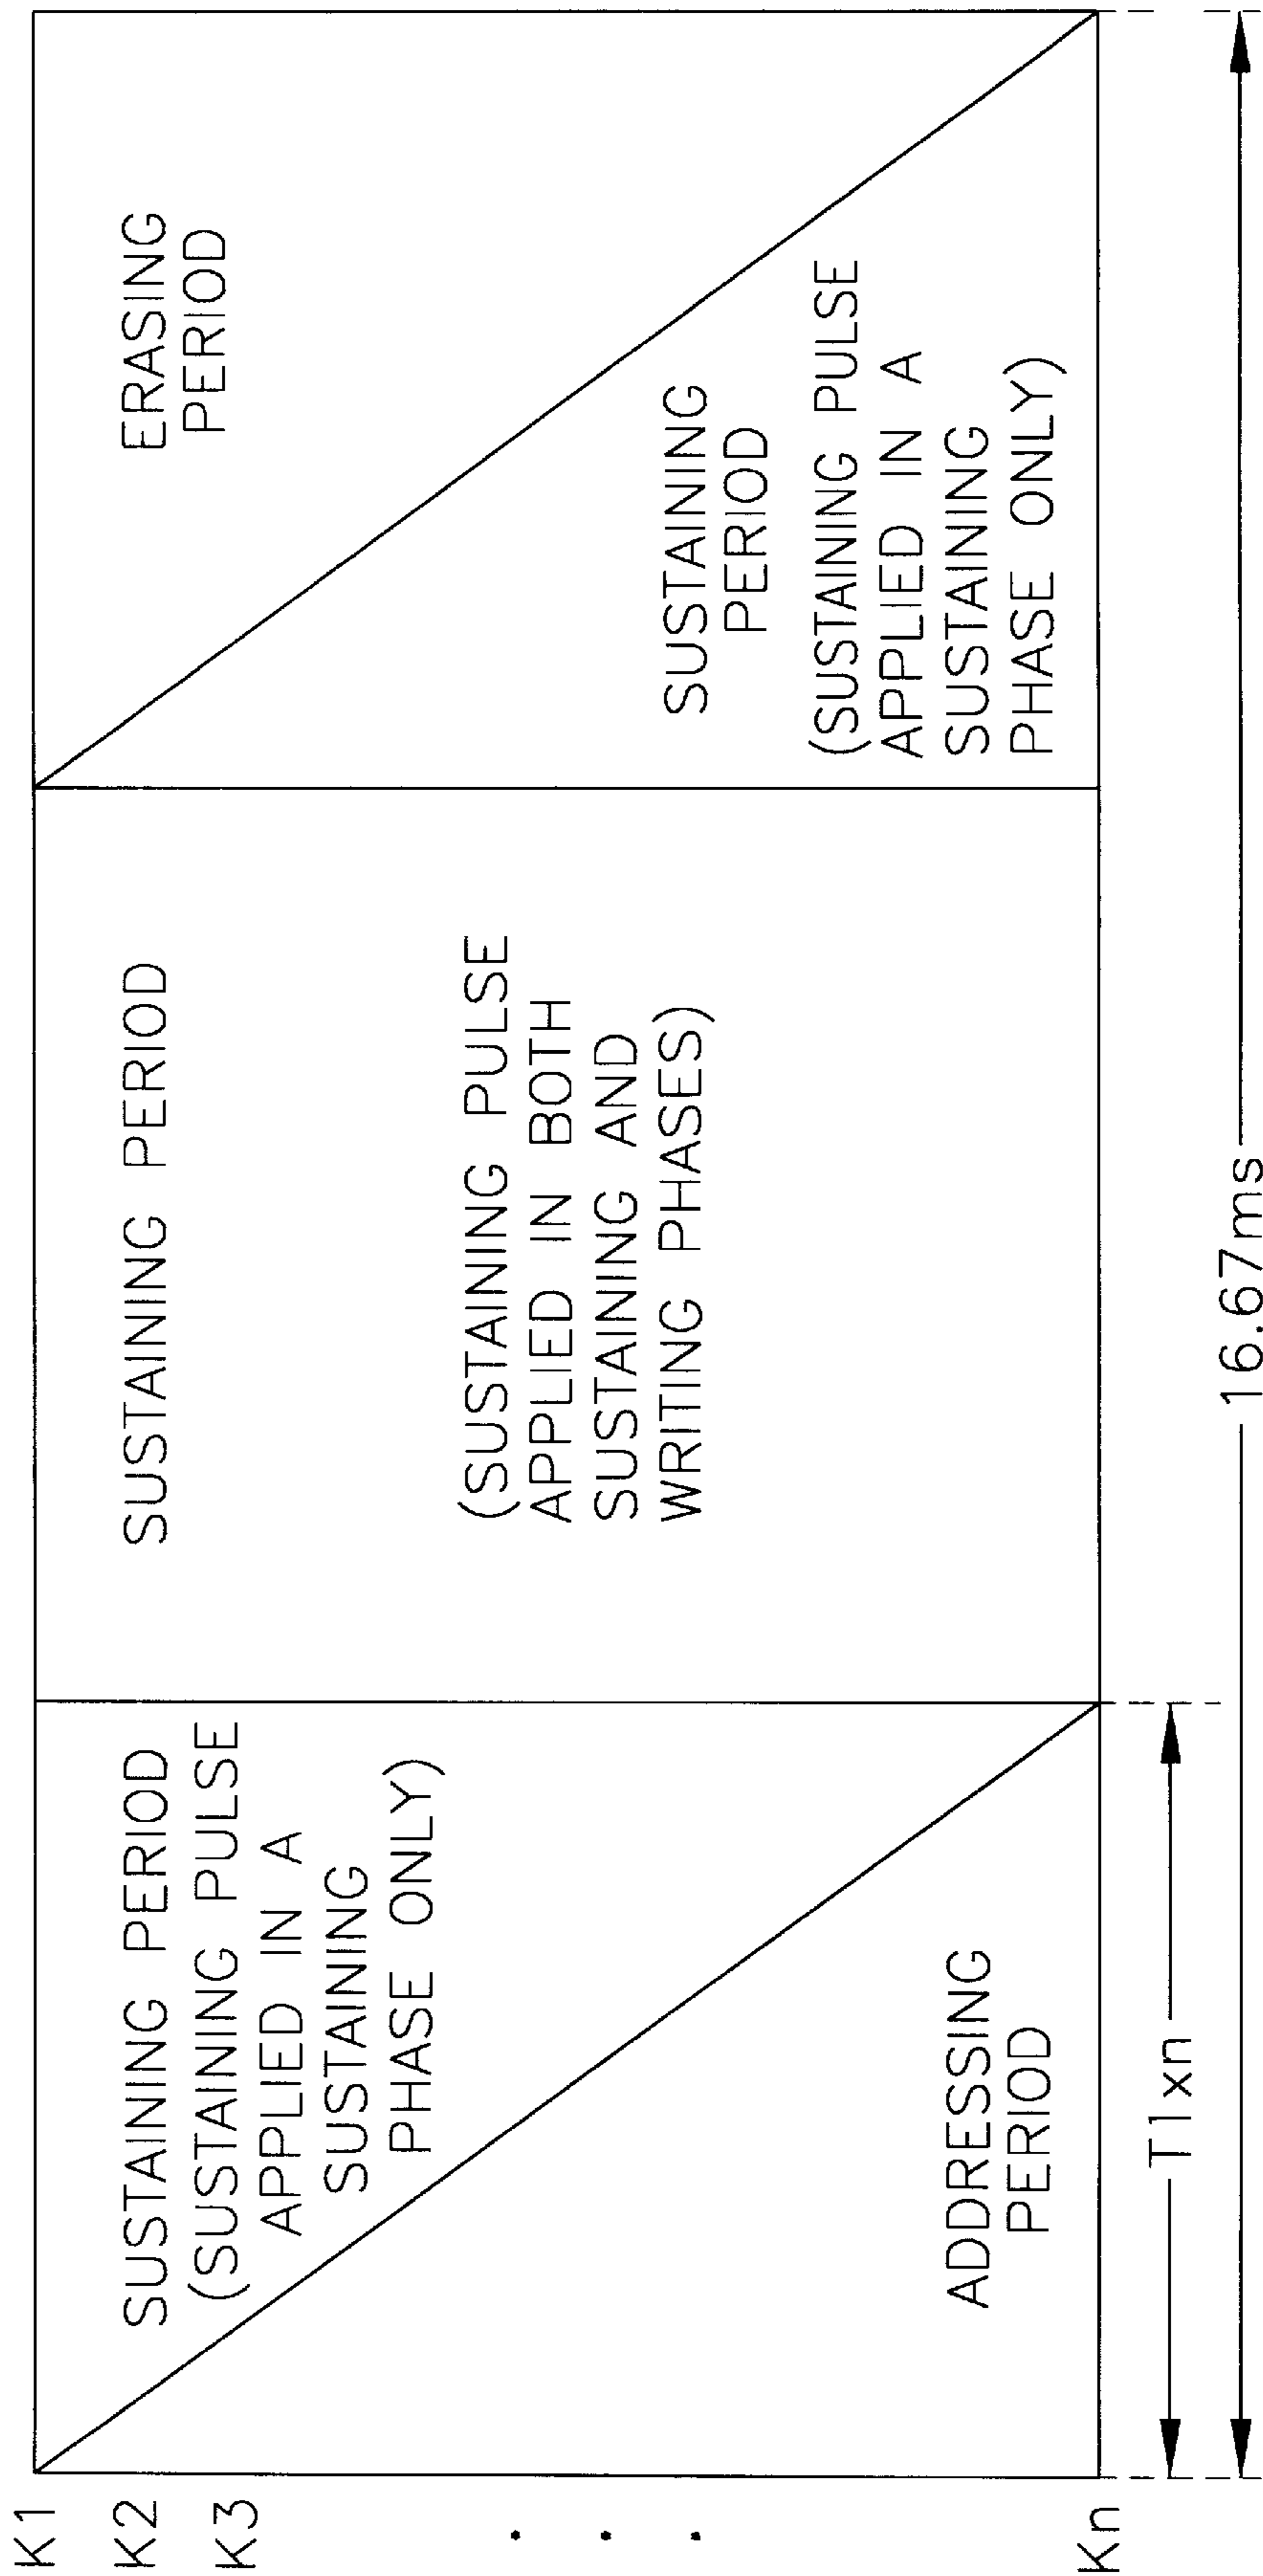 K1
K2
K3
Kn
SUSTAINING PERIOD
(SUSTAINING PULSE
APPLIED IN A
SUSTAINING
PHASE ONLY)
ADDRESSING
PERIOD
SUSTAINING PERIOD
(SUSTAINING PULSE
APPLIED IN BOTH
SUSTAINING AND
WRITING PHASES)
ERASING
PERIOD
SUSTAINING
PERIOD
(SUSTAINING PULSE
APPLIED IN A
SUSTAINING
PHASE ONLY)
T1xn
16.67ms